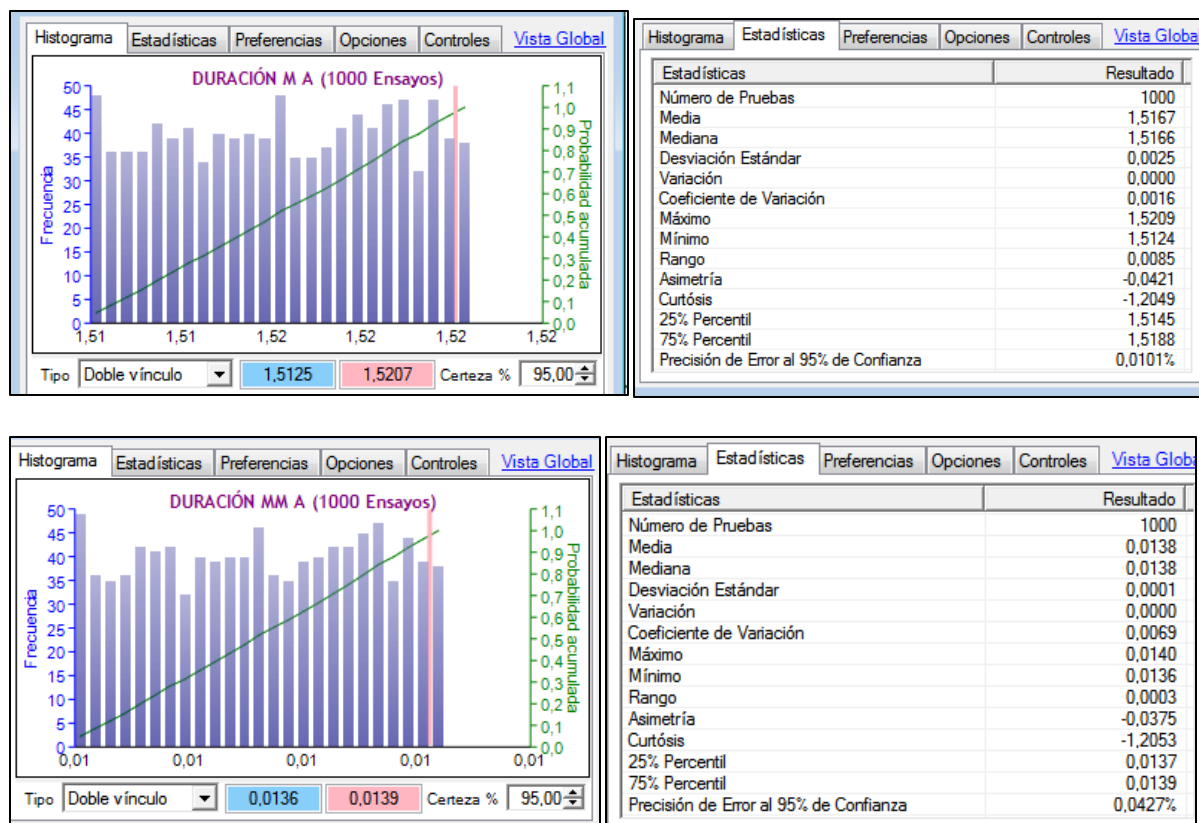 Histograma Estadísticas Preferencias Opciones Controles Vista Global
DURACIÓN M A (1000 Ensayos)
Frecuencia
50
45
40
35
30
25
20
15
10
5
0
1,51 1,51 1,52 1,52 1,52 1,52
1,1
1,0
0,9
0,8
0,7
0,6
0,5
0,4
0,3
0,2
0,1
0,0
Probabilidad acumulada
Tipo Doble vínculo 1,5125 1,5207 Certeza % 95,00
Histograma Estadísticas Preferencias Opciones Controles Vista Globa
Estadísticas Resultado
Número de Pruebas 1000
Media 1,5167
Mediana 1,5166
Desviación Estándar 0,0025
Variación 0,0000
Coeficiente de Variación 0,0016
Máximo 1,5209
Mínimo 1,5124
Rango 0,0085
Asimetría -0,0421
Curtósis -1,2049
25% Percentil 1,5145
75% Percentil 1,5188
Precisión de Error al 95% de Confianza 0,0101%
Histograma Estadísticas Preferencias Opciones Controles Vista Global
DURACIÓN MM A (1000 Ensayos)
Frecuencia
50
45
40
35
30
25
20
15
10
5
0
0,01 0,01 0,01 0,01 0,01
1,1
1,0
0,9
0,8
0,7
0,6
0,5
0,4
0,3
0,2
0,1
0,0
Probabilidad acumulada
Tipo Doble vínculo 0,0136 0,0139 Certeza % 95,00
Histograma Estadísticas Preferencias Opciones Controles Vista Globa
Estadísticas Resultado
Número de Pruebas 1000
Media 0,0138
Mediana 0,0138
Desviación Estándar 0,0001
Variación 0,0000
Coeficiente de Variación 0,0069
Máximo 0,0140
Mínimo 0,0136
Rango 0,0003
Asimetría -0,0375
Curtósis -1,2053
25% Percentil 0,0137
75% Percentil 0,0139
Precisión de Error al 95% de Confianza 0,0427%